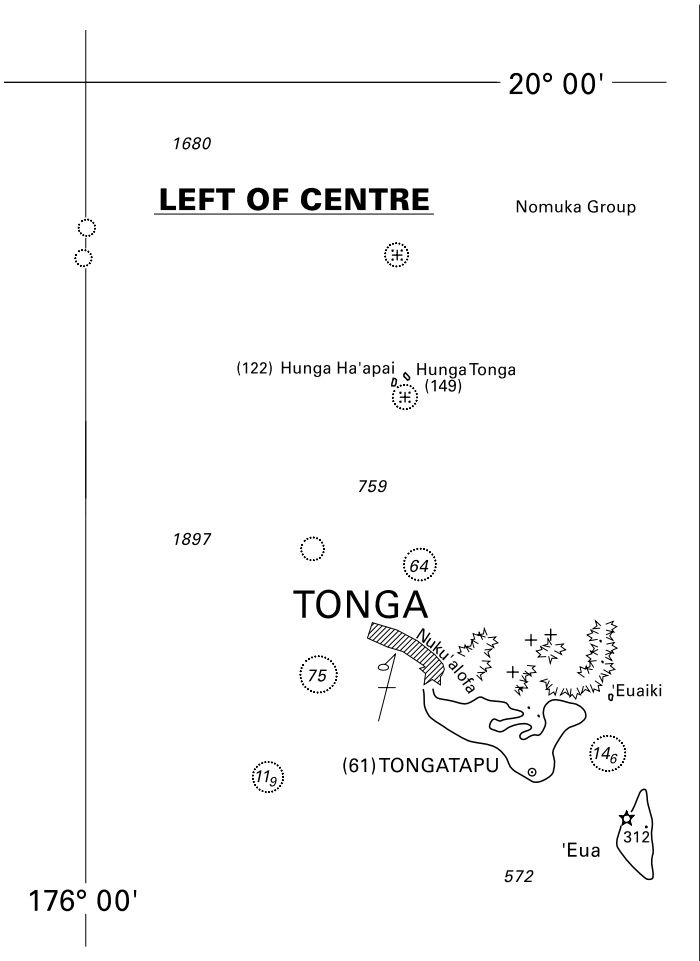 20° 00'
1680
LEFT OF CENTRE
Nomuka Group
(122) Hunga Ha'apai
Hunga Tonga
(149)
759
1897
64
TONGA
Nuku'alofa
75
'Euaiki
(61) TONGATAPU
14₆
11₉
312
'Eua
572
176° 00'